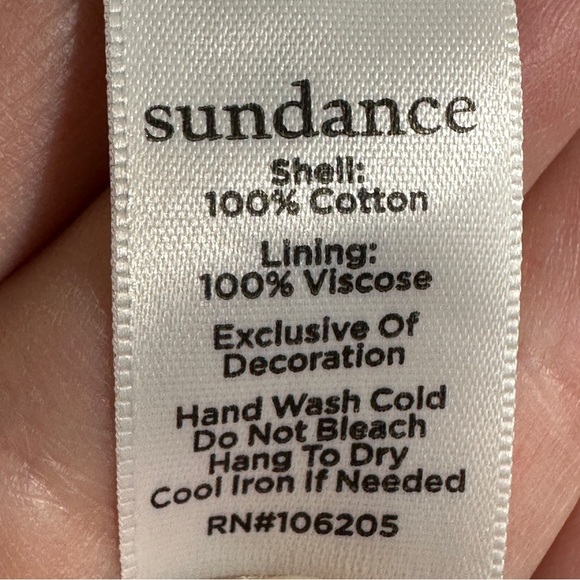 sundance
Shell:
100% Cotton
Lining:
100% Viscose
Exclusive Of
Decoration
Hand Wash Cold
Do Not Bleach
Hang To Dry
Cool Iron If Needed
RN#106205